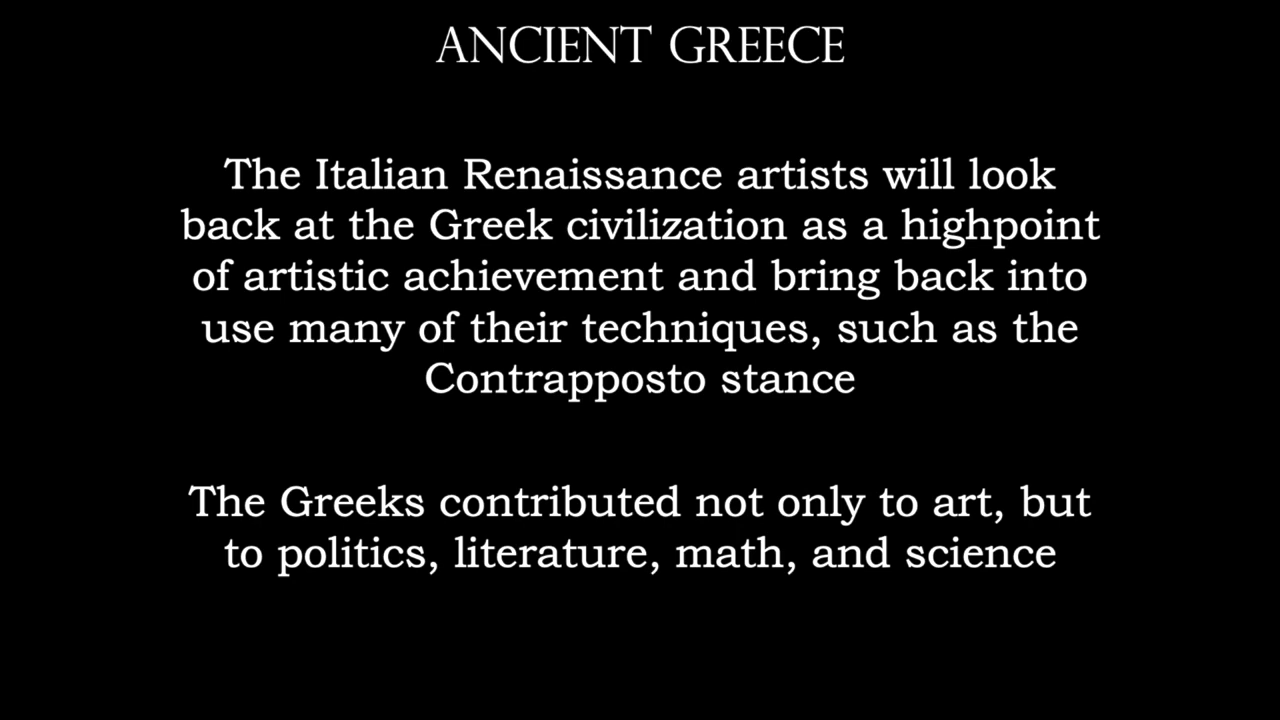 ANCIENT GREECE
The Italian Renaissance artists will look
back at the Greek civilization as a highpoint
of artistic achievement and bring back into
use many of their techniques, such as the
Contrapposto stance
The Greeks contributed not only to art, but
to politics, literature, math, and science